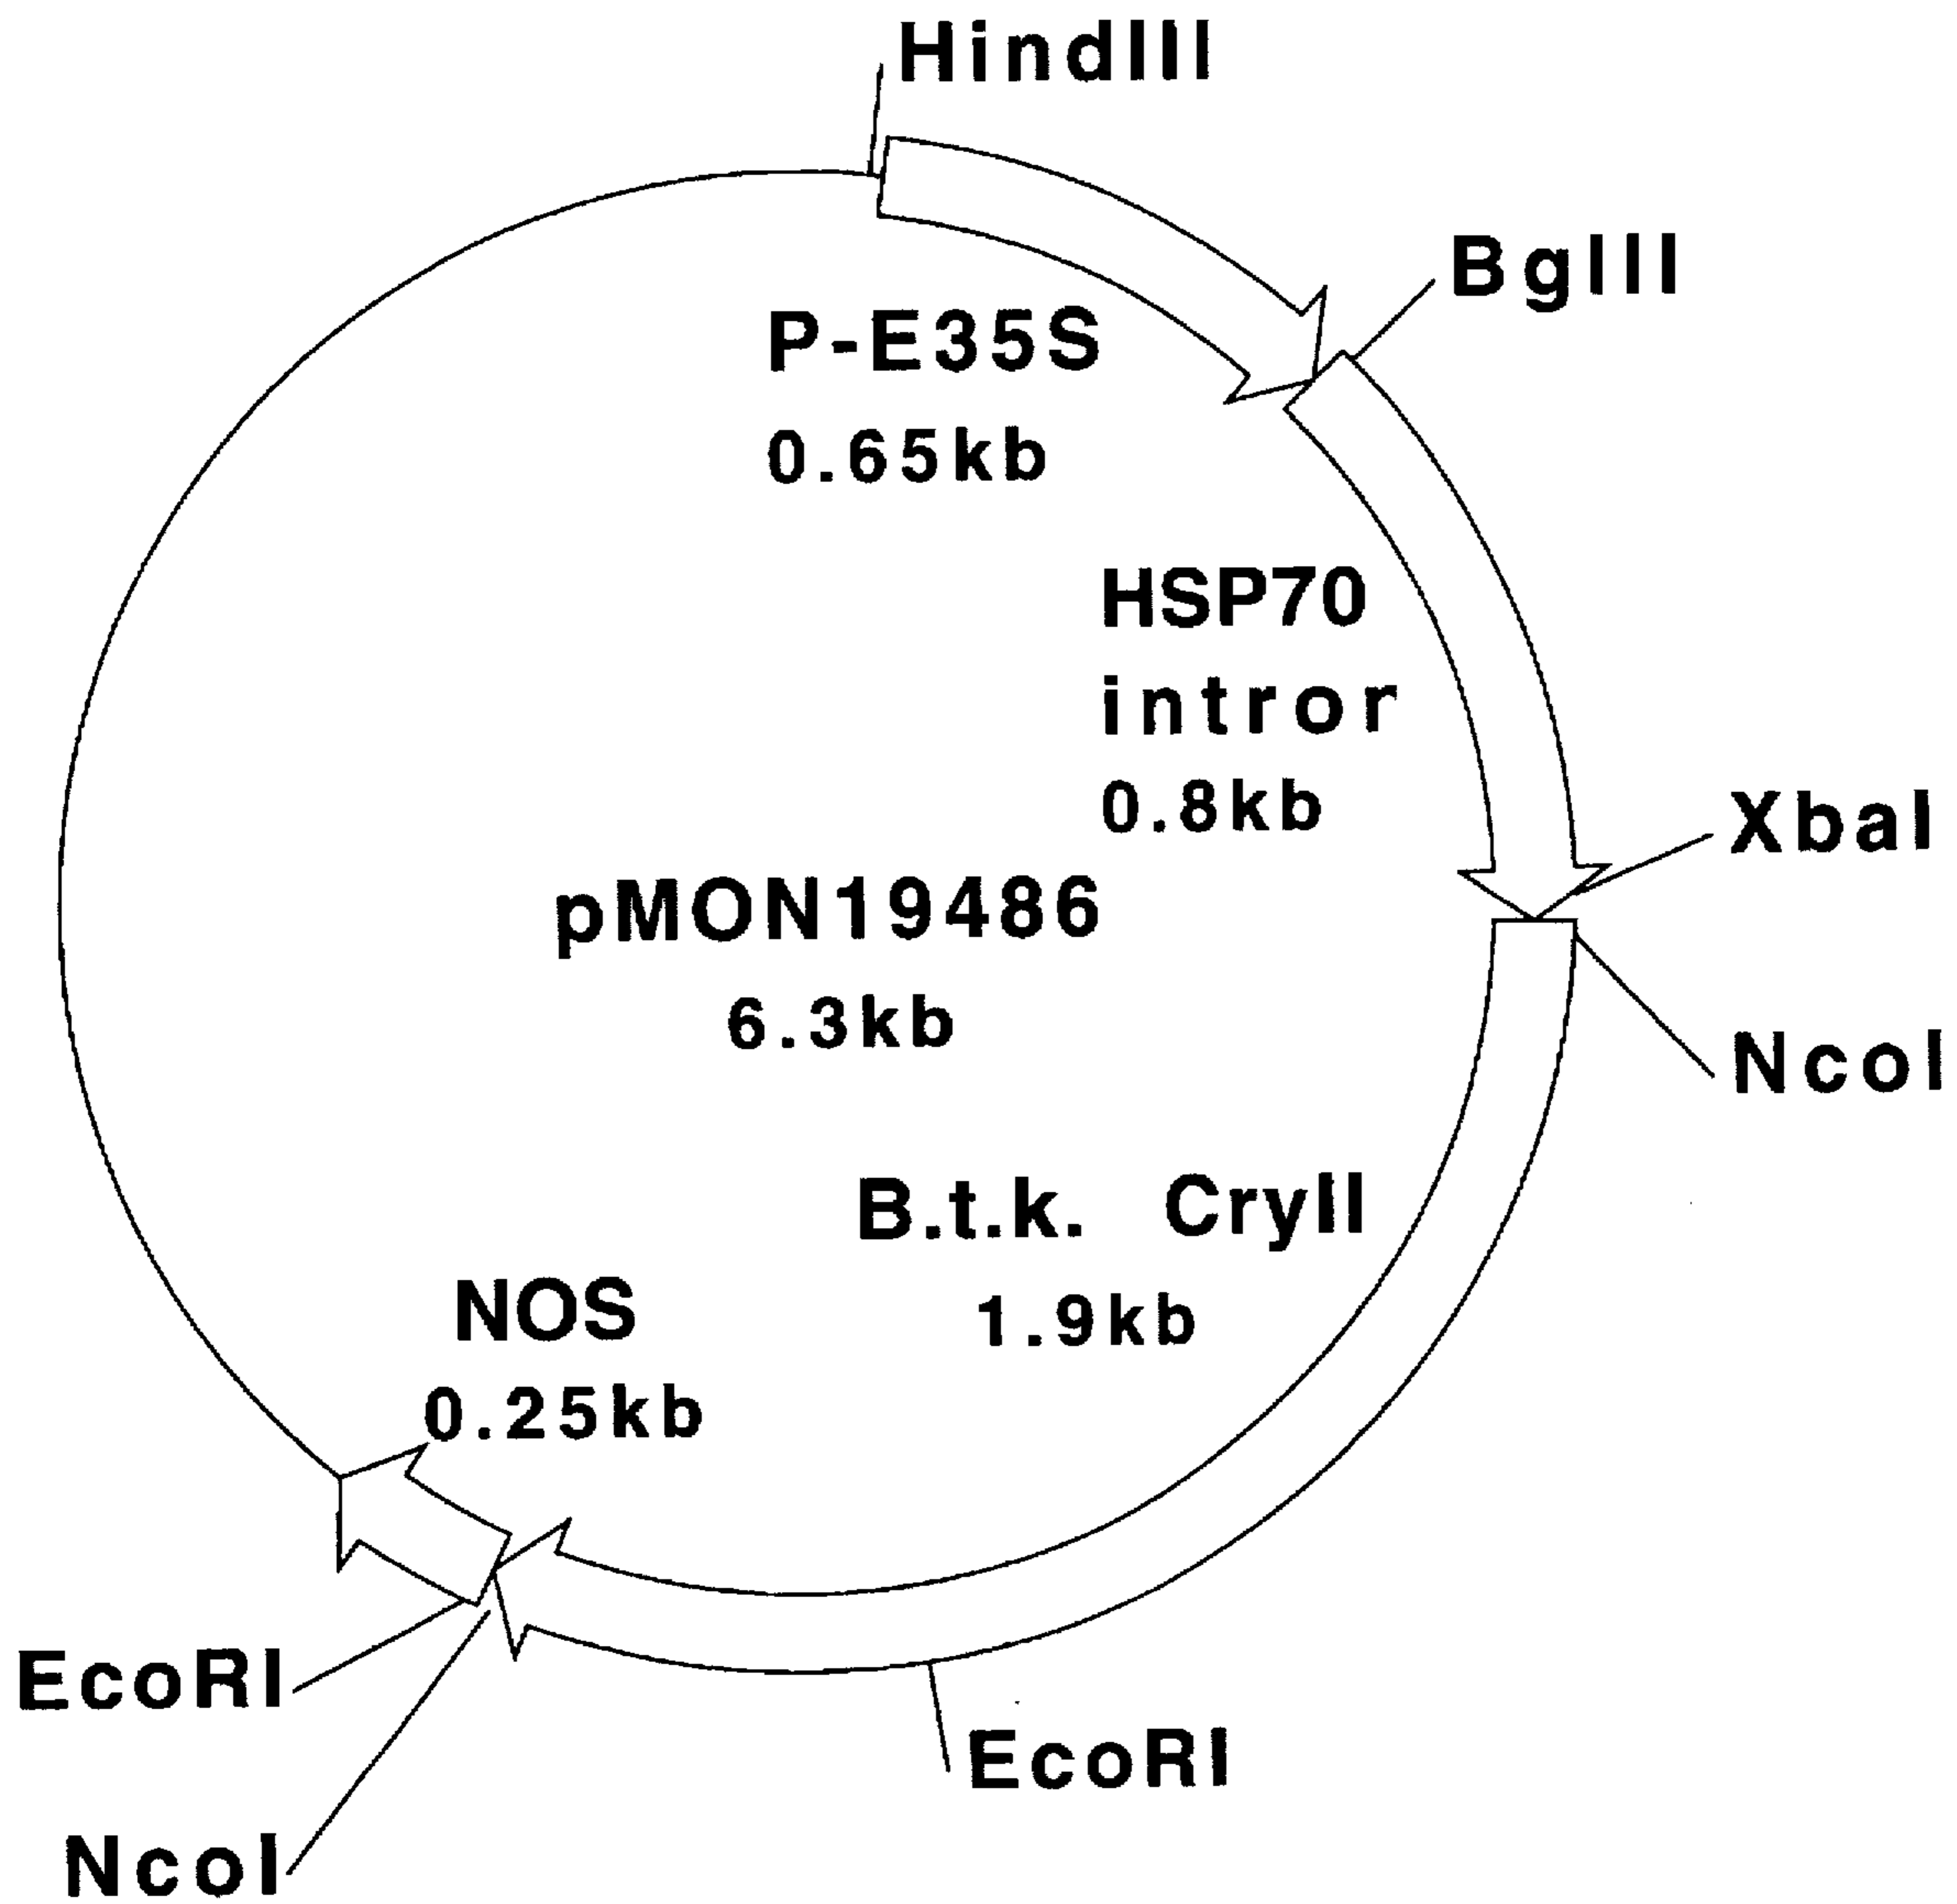 HindIII
BglII
P-E35S
0.65kb
HSP70
intror
0.8kb
XbaI
pMON19486
6.3kb
NcoI
B.t.k. CryII
1.9kb
NOS
0.25kb
EcoRI
EcoRI
NcoI